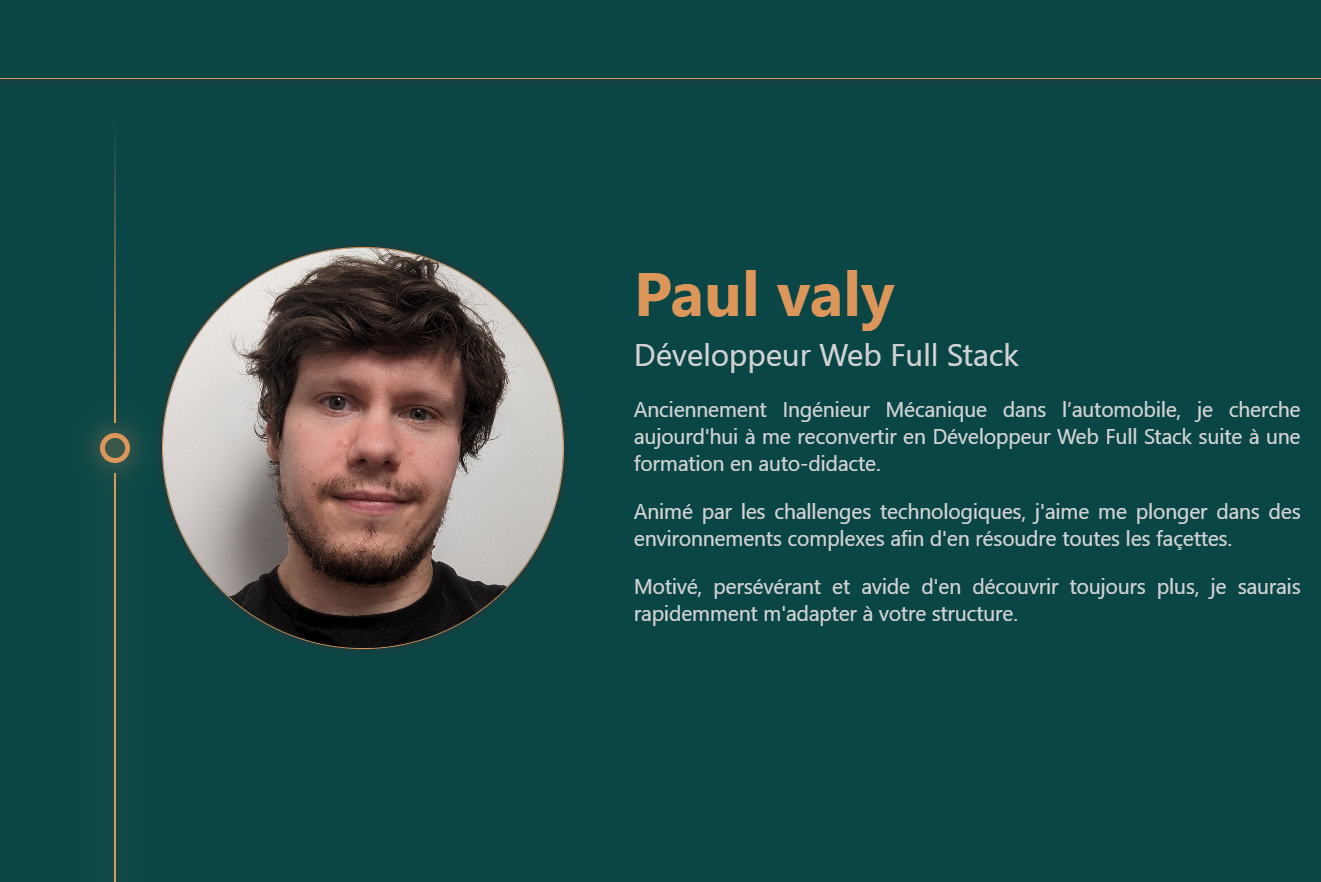 Paul valy
Développeur Web Full Stack
Anciennement Ingénieur Mécanique dans l’automobile, je cherche
aujourd'hui à me reconvertir en Développeur Web Full Stack suite à une
formation en auto-didacte.
Animé par les challenges technologiques, j'aime me plonger dans des
environnements complexes afin d'en résoudre toutes les façettes.
Motivé, persévérant et avide d'en découvrir toujours plus, je saurais
rapidemment m'adapter à votre structure.